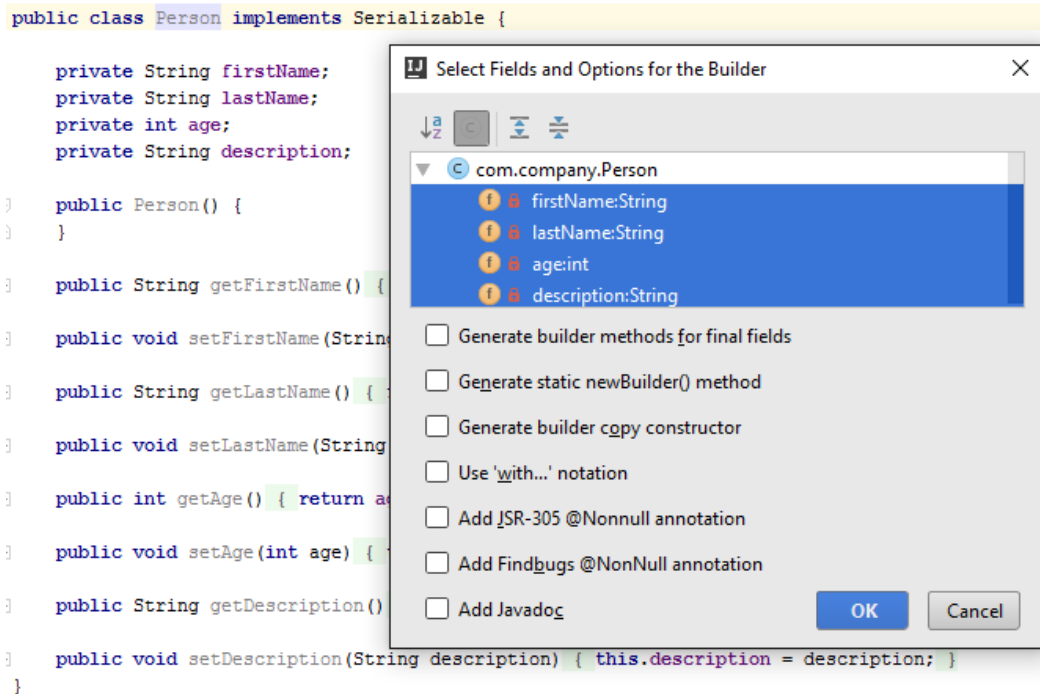 public class Person implements Serializable {
private String firstName;
private String lastName;
private int age;
private String description;
public Person() {
}
public String getFirstName() {
public void setFirstName(String
public String getLastName() {
public void setLastName(String
public int getAge() { return
public void setAge(int age) {
public String getDescription()
public void setDescription(String description) { this.description = description; }
}
IJ Select Fields and Options for the Builder
a
z
C
C com.company.Person
f firstName:String
f lastName:String
f age:int
f description:String
Generate builder methods for final fields
Generate static newBuilder() method
Generate builder copy constructor
Use 'with...' notation
Add JSR-305 @Nonnull annotation
Add Findbugs @NonNull annotation
Add Javadoc
OK Cancel